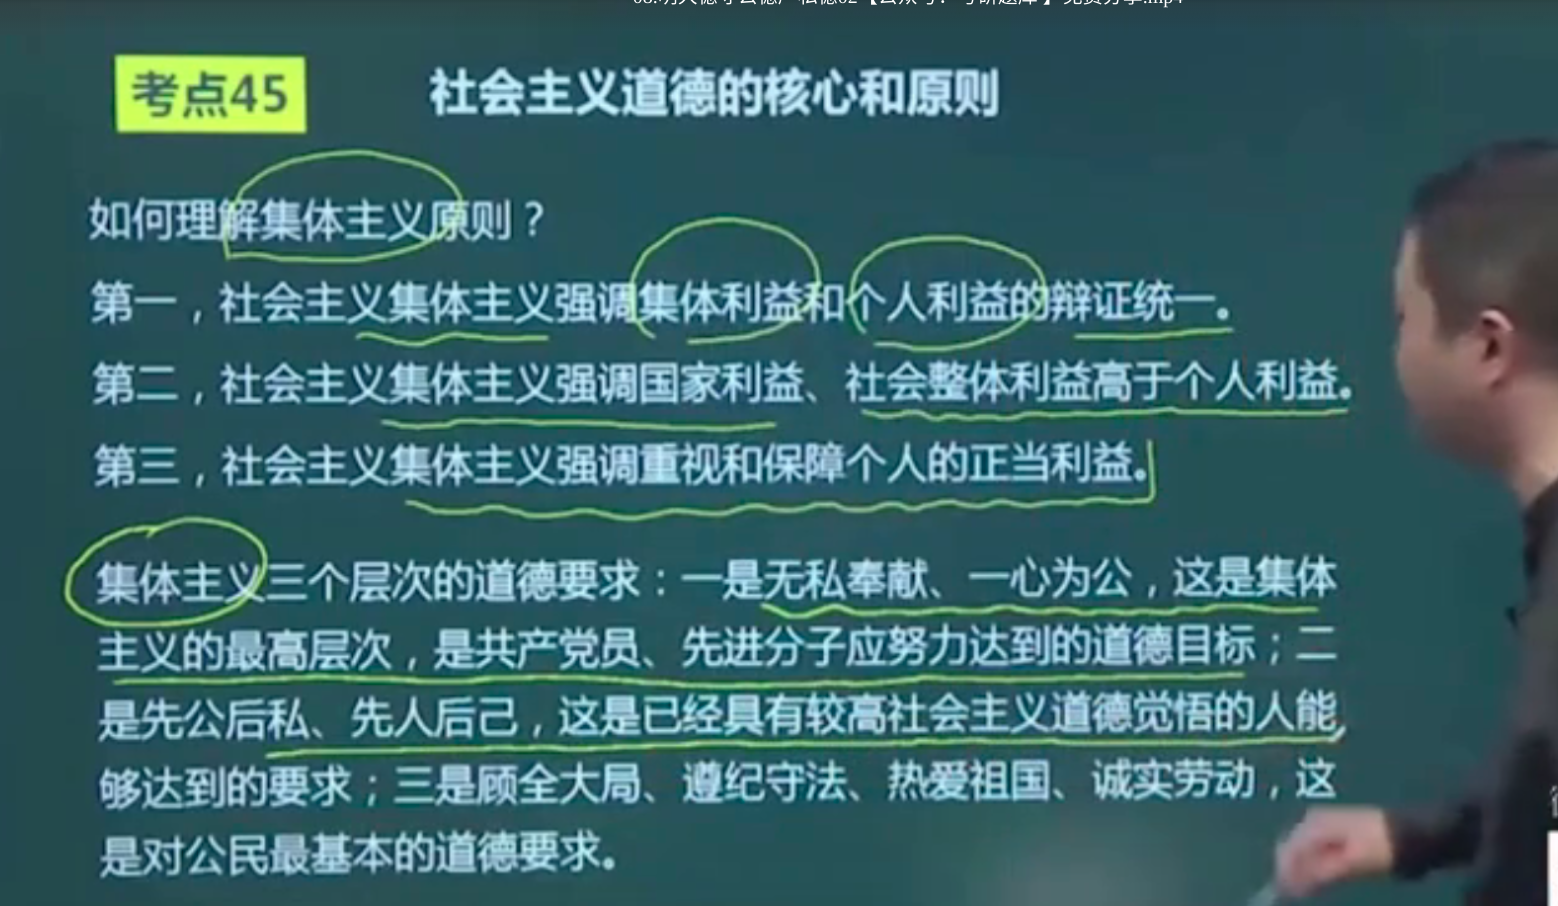 考点45
社会主义道德的核心和原则
如何理解集体主义原则？
第一，社会主义集体主义强调集体利益和个人利益的辩证统一。
第二，社会主义集体主义强调国家利益、社会整体利益高于个人利益。
第三，社会主义集体主义强调重视和保障个人的正当利益。
集体主义三个层次的道德要求：一是无私奉献、一心为公，这是集体
主义的最高层次，是共产党员、先进分子应努力达到的道德目标；二
是先公后私、先人后己，这是已经具有较高社会主义道德觉悟的人能
够达到的要求；三是顾全大局、遵纪守法、热爱祖国、诚实劳动，这
是对公民最基本的道德要求。